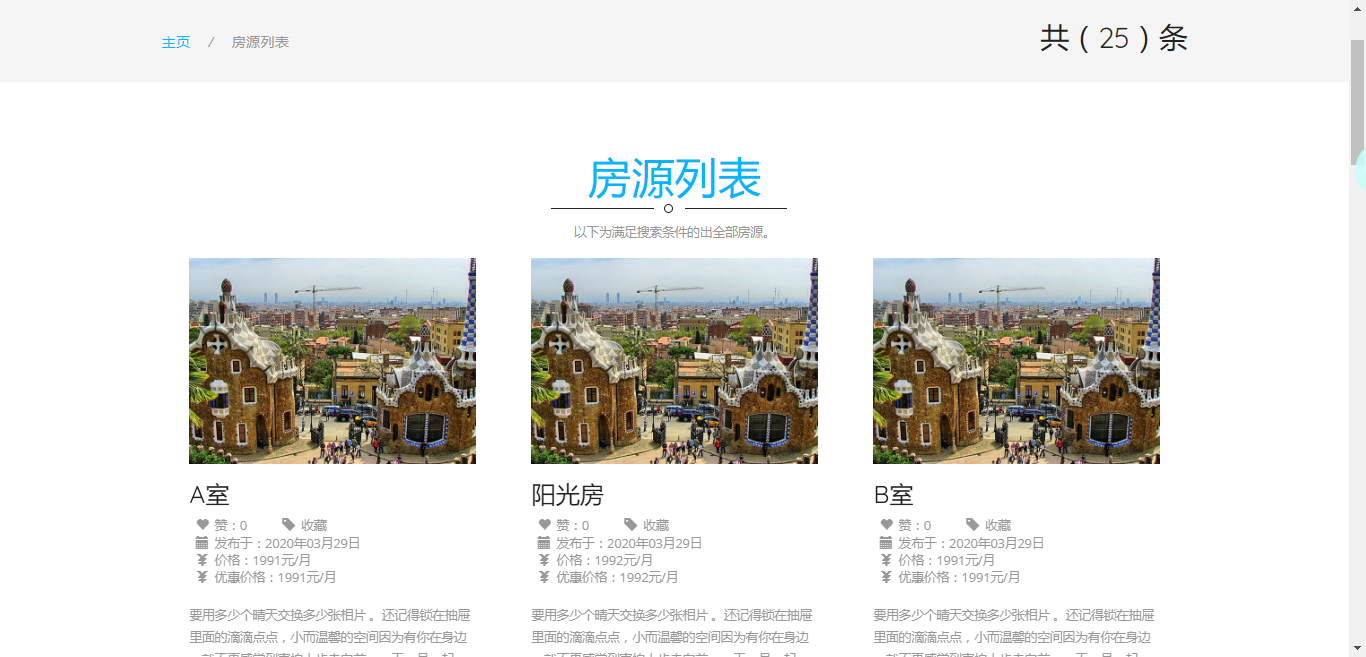 主页 / 房源列表
共 ( 25 ) 条
房源列表
以下为满足搜索条件的出全部房源。
A室
赞：0 收藏
发布于：2020年03月29日
价格：1991元/月
优惠价格：1991元/月
要用多少个晴天交换多少张相片 。还记得锁在抽屉
里面的滴滴点点，小而温馨的空间因为有你在身边
阳光房
赞：0 收藏
发布于：2020年03月29日
价格：1992元/月
优惠价格：1992元/月
要用多少个晴天交换多少张相片 。还记得锁在抽屉
里面的滴滴点点，小而温馨的空间因为有你在身边
B室
赞：0 收藏
发布于：2020年03月29日
价格：1991元/月
优惠价格：1991元/月
要用多少个晴天交换多少张相片 。还记得锁在抽屉
里面的滴滴点点，小而温馨的空间因为有你在身边